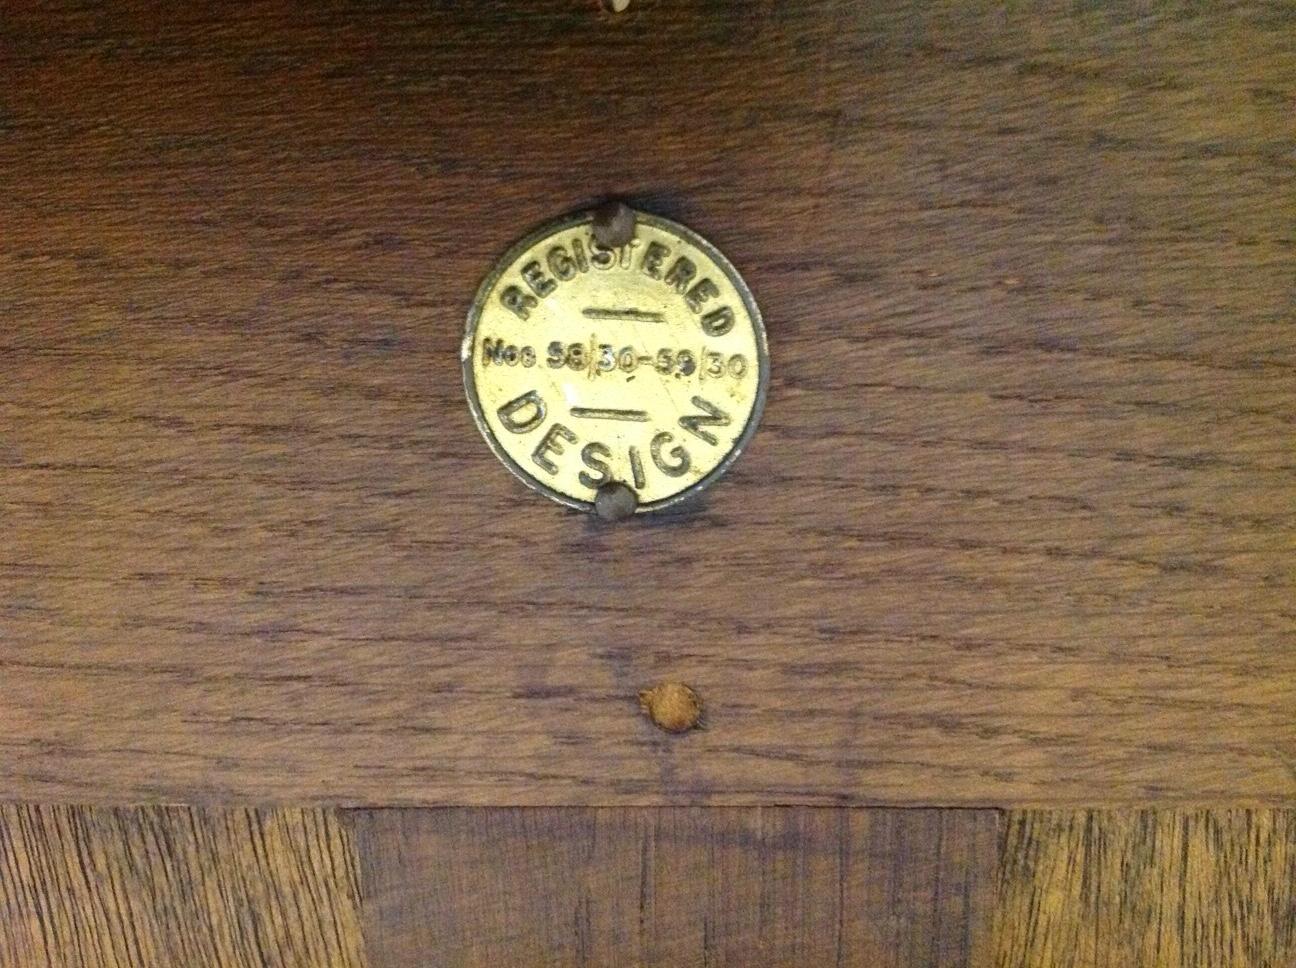 REGISTERED
Nos 58/30-59/30
DESIGN